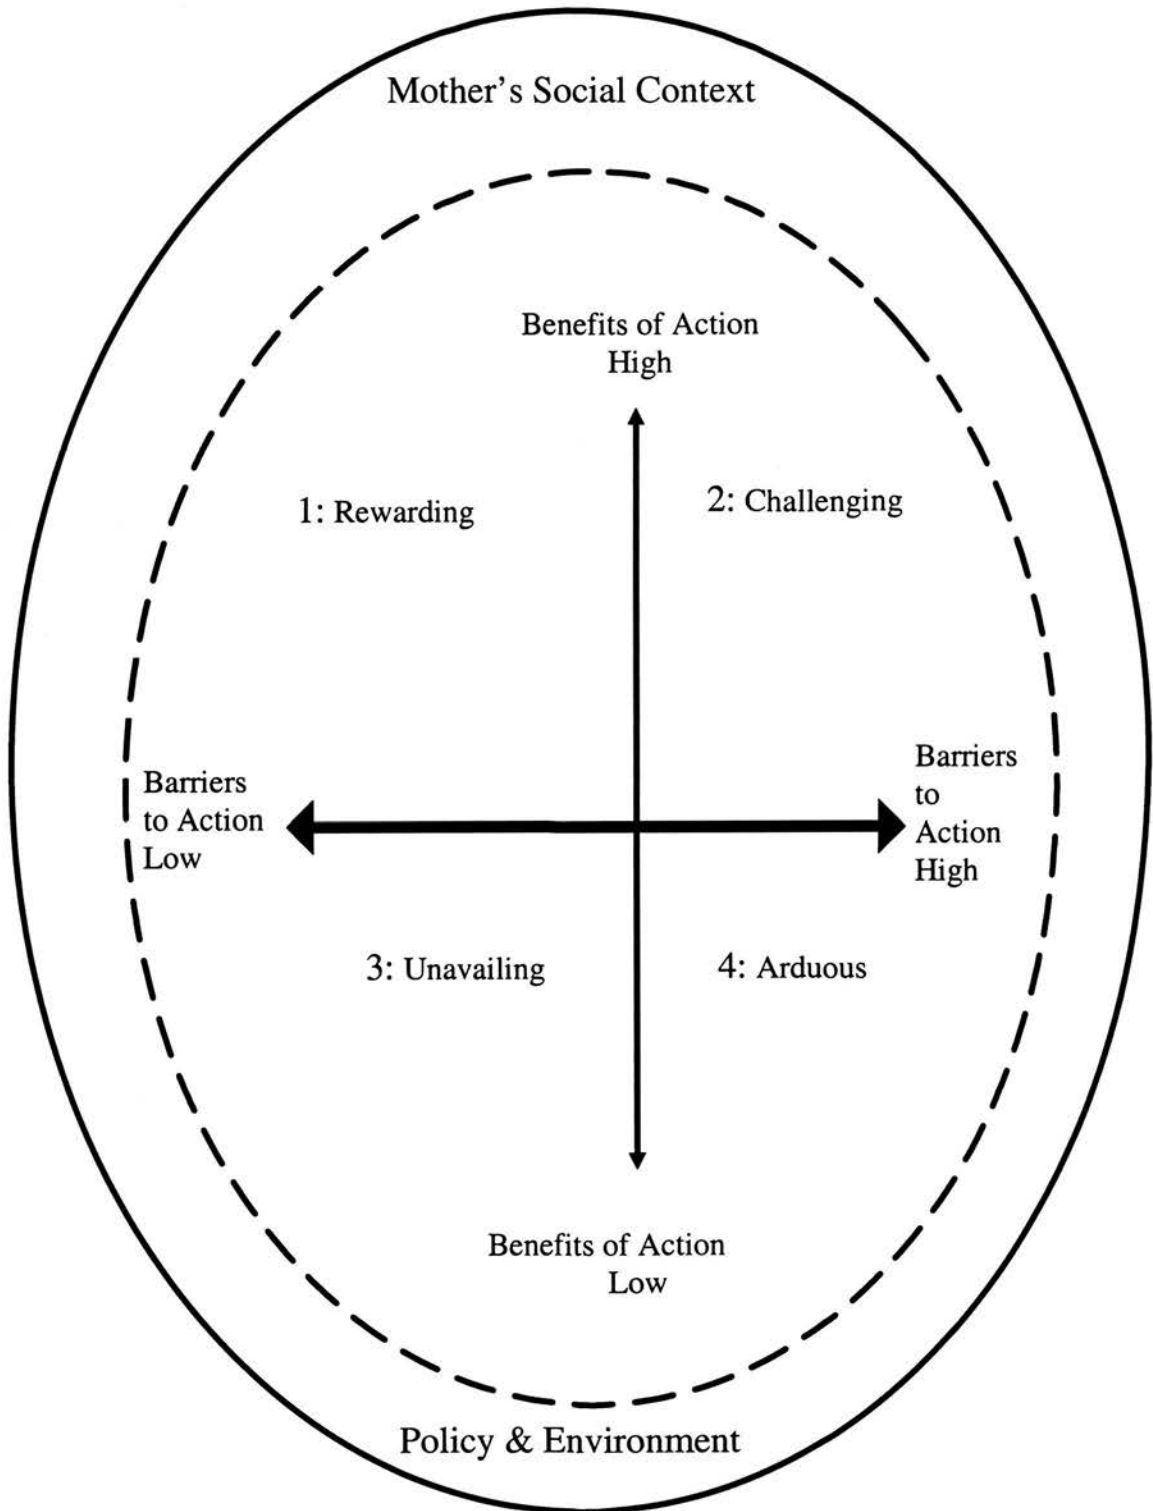 Mother's Social Context
Benefits of Action
High
1: Rewarding
2: Challenging
Barriers
to Action
Low
Barriers
to
Action
High
3: Unavailing
4: Arduous
Benefits of Action
Low
Policy & Environment